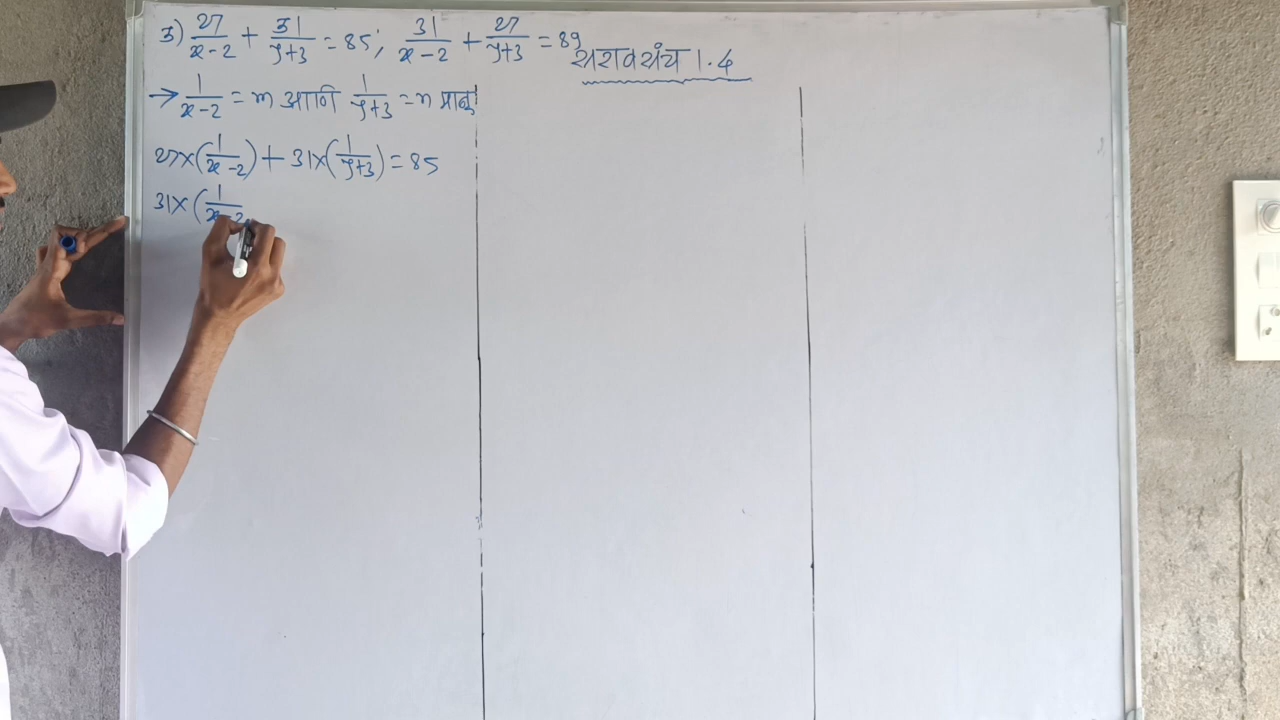 सरावसंच 1.4
3) 27/(x-2) + 31/(y+3) = 85; 31/(x-2) + 27/(y+3) = 89
→ 1/(x-2) = m आणि 1/(y+3) = n मानू
27×(1/(x-2)) + 31×(1/(y+3)) = 85
31×(1/(x-2